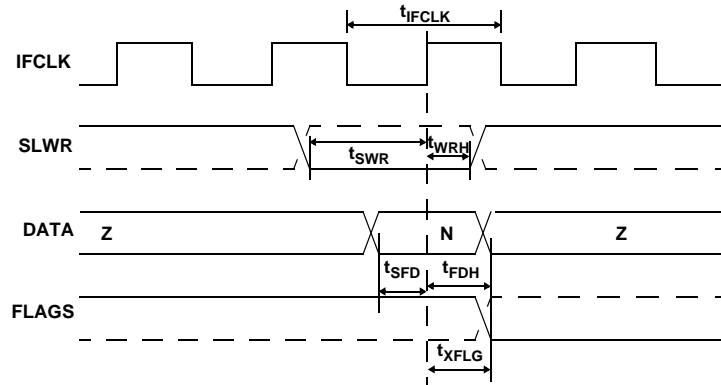 tIFCLK
IFCLK
SLWR
tSWR
tWRH
DATA
Z
N
Z
tSFD
tFDH
FLAGS
tXFLG